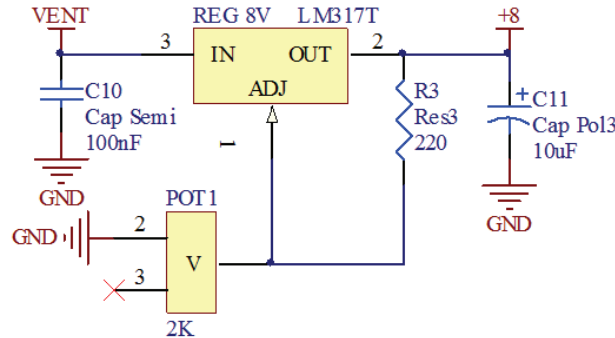 VENT
REG 8V LM317T
+8
3
IN
OUT
2
ADJ
C10
Cap Semi
100nF
R3
Res3
220
C11
Cap Pol3
10uF
1
GND
GND
POT1
GND
2
V
3
2K